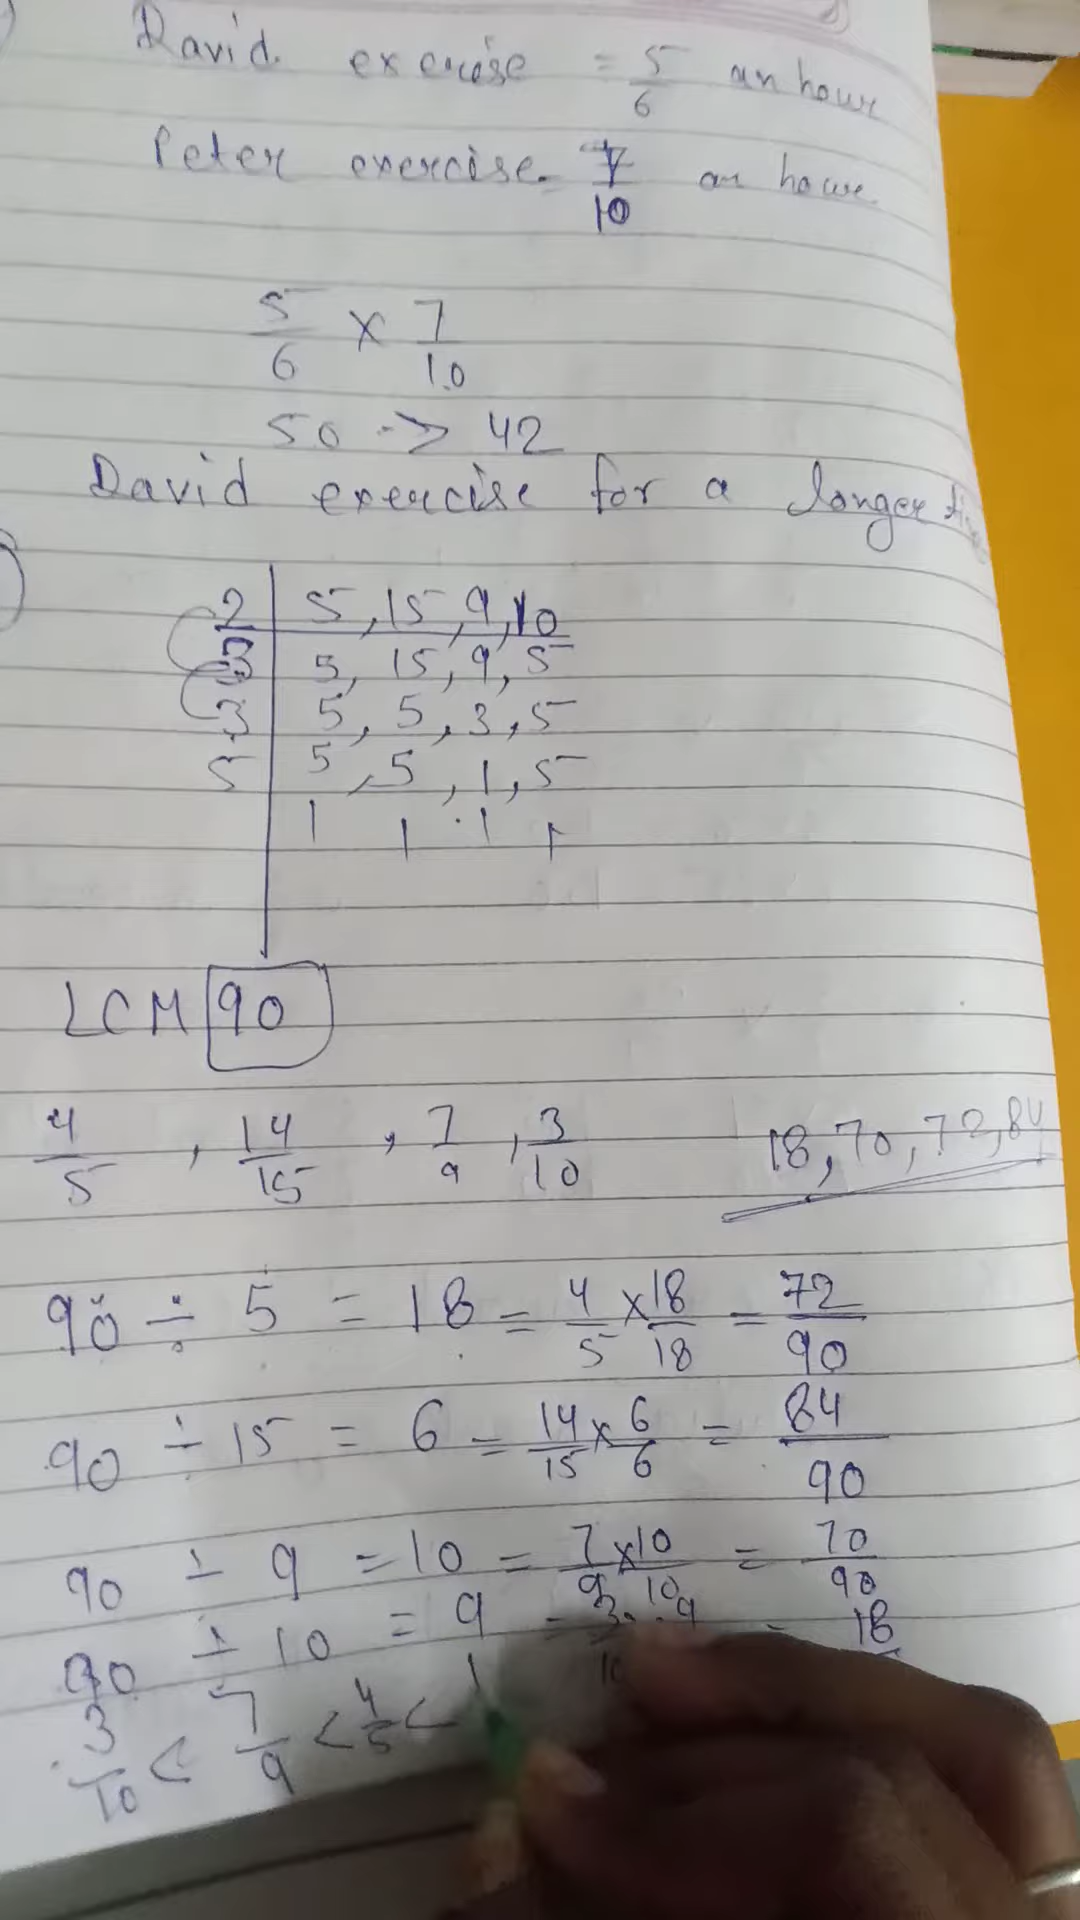 David exercise = 5/6 an hour
Peter exercise = 7/10 an hour
5/6 × 7/10
50 -> 42
David exercise for a longer
2 | 5, 15, 9, 10
3 | 5, 15, 9, 5
3 | 5, 5, 3, 5
5 | 5, 5, 1, 5
1 1 1 1
LCM 90
4/5, 14/15, 7/9, 3/10
18, 70, 72, 84
90 ÷ 5 = 18 = 4/5 × 18/18 = 72/90
90 ÷ 15 = 6 = 14/15 × 6/6 = 84/90
90 ÷ 9 = 10 = 7/9 × 10/10 = 70/90
90 ÷ 10 = 9 = 18
3/10 < 7/9 < 4/5 < 1